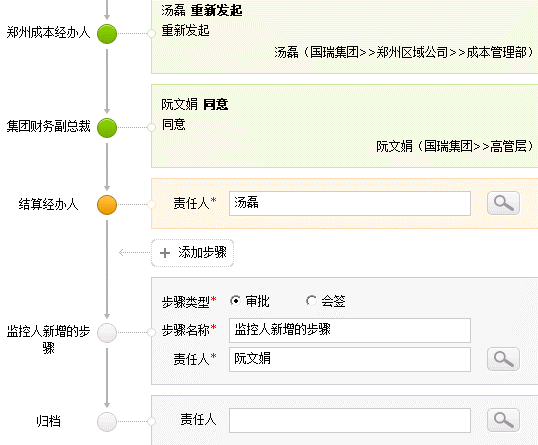 汤磊 重新发起
郑州成本经办人
重新发起
汤磊（国瑞集团>>郑州区域公司>>成本管理部）
阮文娟 同意
集团财务副总裁
同意
阮文娟（国瑞集团>>高管层）
结算经办人
责任人* 汤磊
+ 添加步骤
步骤类型* 审批 会签
监控人新增的步骤
步骤名称* 监控人新增的步骤
责任人* 阮文娟
归档
责任人